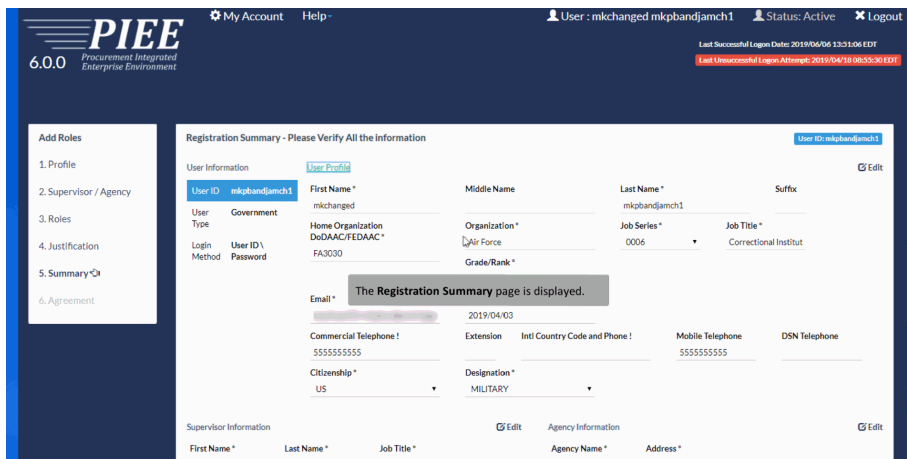 My Account Help
User : mkchanged mkpbandjamch1 Status: Active Logout
PIEE
6.0.0 Procurement Integrated
Enterprise Environment
Last Successful Logon Date: 2019/06/06 13:51:06 EDT
Last Unsuccessful Logon Attempt: 2019/04/18 08:55:30 EDT
Add Roles
1. Profile
2. Supervisor / Agency
3. Roles
4. Justification
5. Summary
6. Agreement
Registration Summary - Please Verify All the information
User ID: mkpbandjamch1
User Information
User Profile
Edit
User ID mkpbandjamch1
User Type Government
Login Method User ID \ Password
First Name * Middle Name Last Name * Suffix
mkchanged mkpbandjamch1
Home Organization DoDAAC/FEDAAC * Organization * Job Series * Job Title *
FA3030 Air Force 0006 Correctional Institut
Grade/Rank *
The Registration Summary page is displayed.
Email *
2019/04/03
Commercial Telephone ! Extension Intl Country Code and Phone ! Mobile Telephone DSN Telephone
5555555555 5555555555
Citizenship * Designation *
US MILITARY
Supervisor Information Edit Agency Information Edit
First Name * Last Name * Job Title * Agency Name * Address *